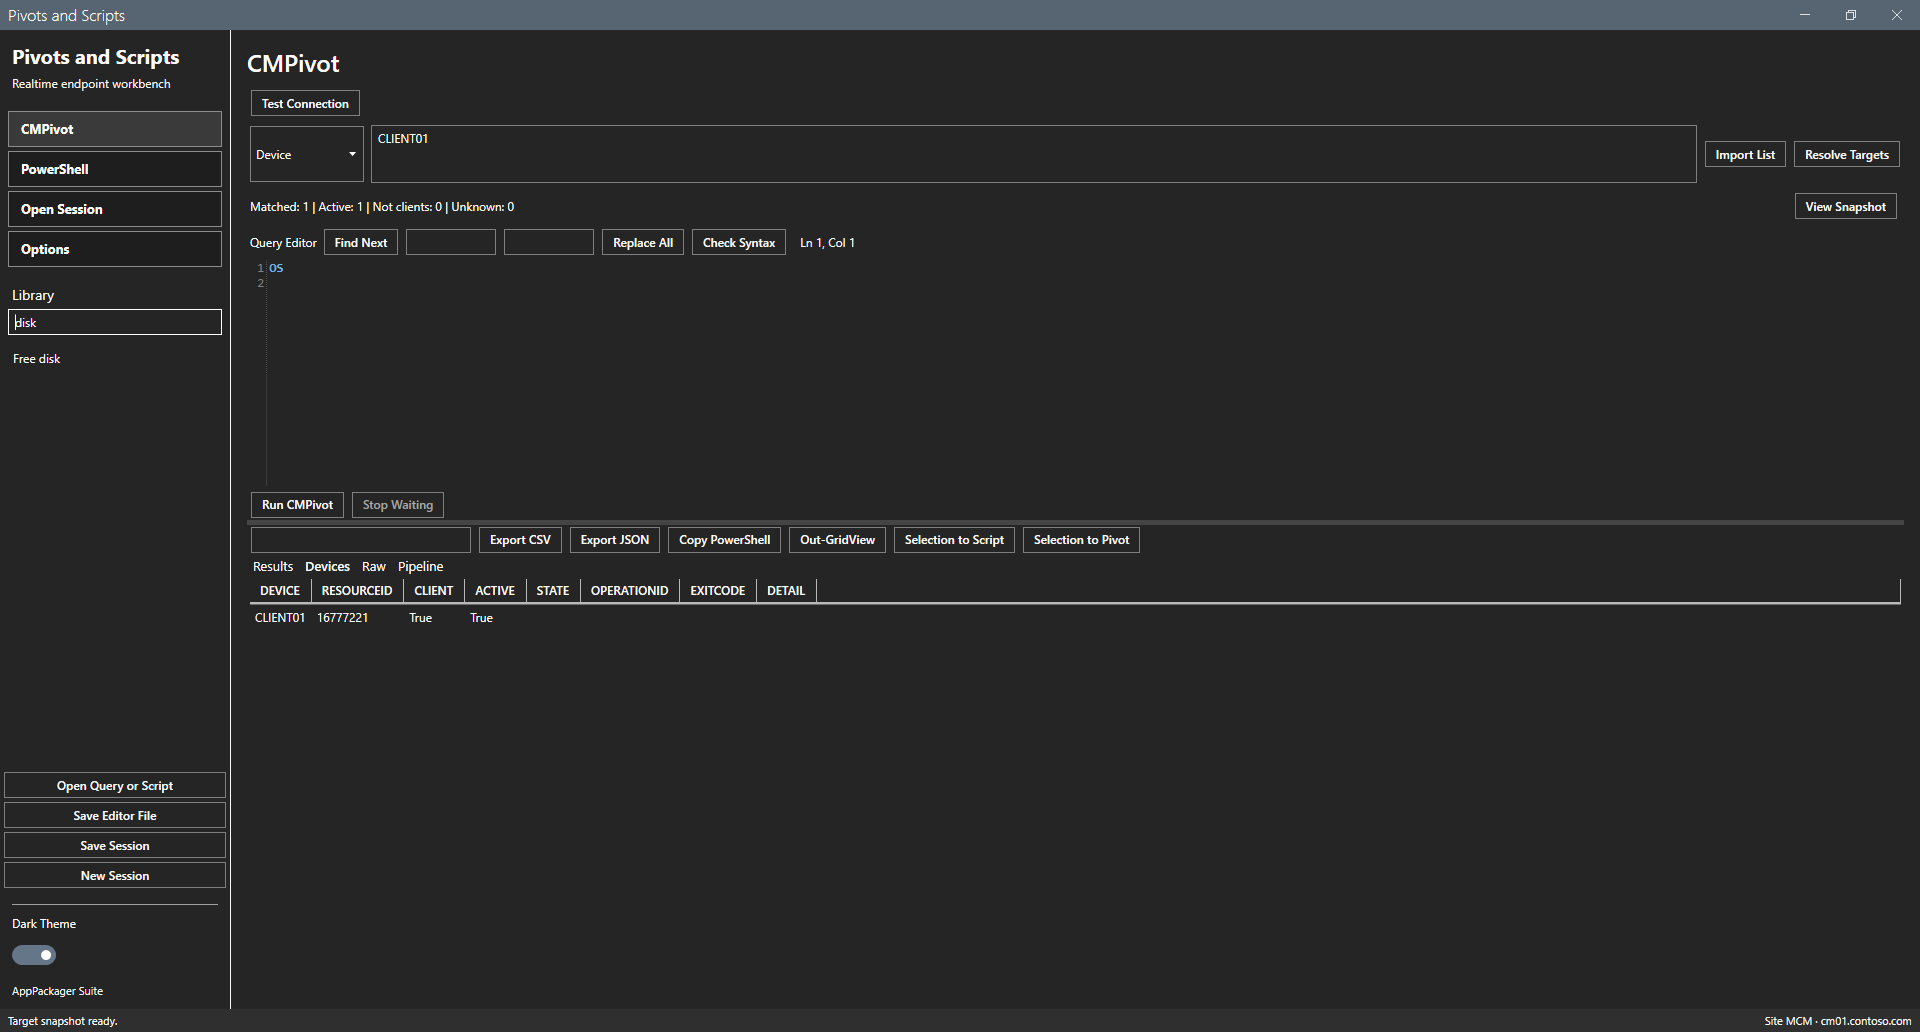 Pivots and Scripts
Pivots and Scripts
Realtime endpoint workbench
CMPivot
PowerShell
Open Session
Options
Library
disk
Free disk
Open Query or Script
Save Editor File
Save Session
New Session
Dark Theme
AppPackager Suite
CMPivot
Test Connection
Device
CLIENT01
Import List
Resolve Targets
Matched: 1 | Active: 1 | Not clients: 0 | Unknown: 0
View Snapshot
Query Editor
Find Next
Replace All
Check Syntax
Ln 1, Col 1
1 OS
2
Run CMPivot
Stop Waiting
Export CSV
Export JSON
Copy PowerShell
Out-GridView
Selection to Script
Selection to Pivot
Results Devices Raw Pipeline
DEVICE RESOURCEID CLIENT ACTIVE STATE OPERATIONID EXITCODE DETAIL
CLIENT01 16777221 True True
Target snapshot ready.
Site MCM · cm01.contoso.com